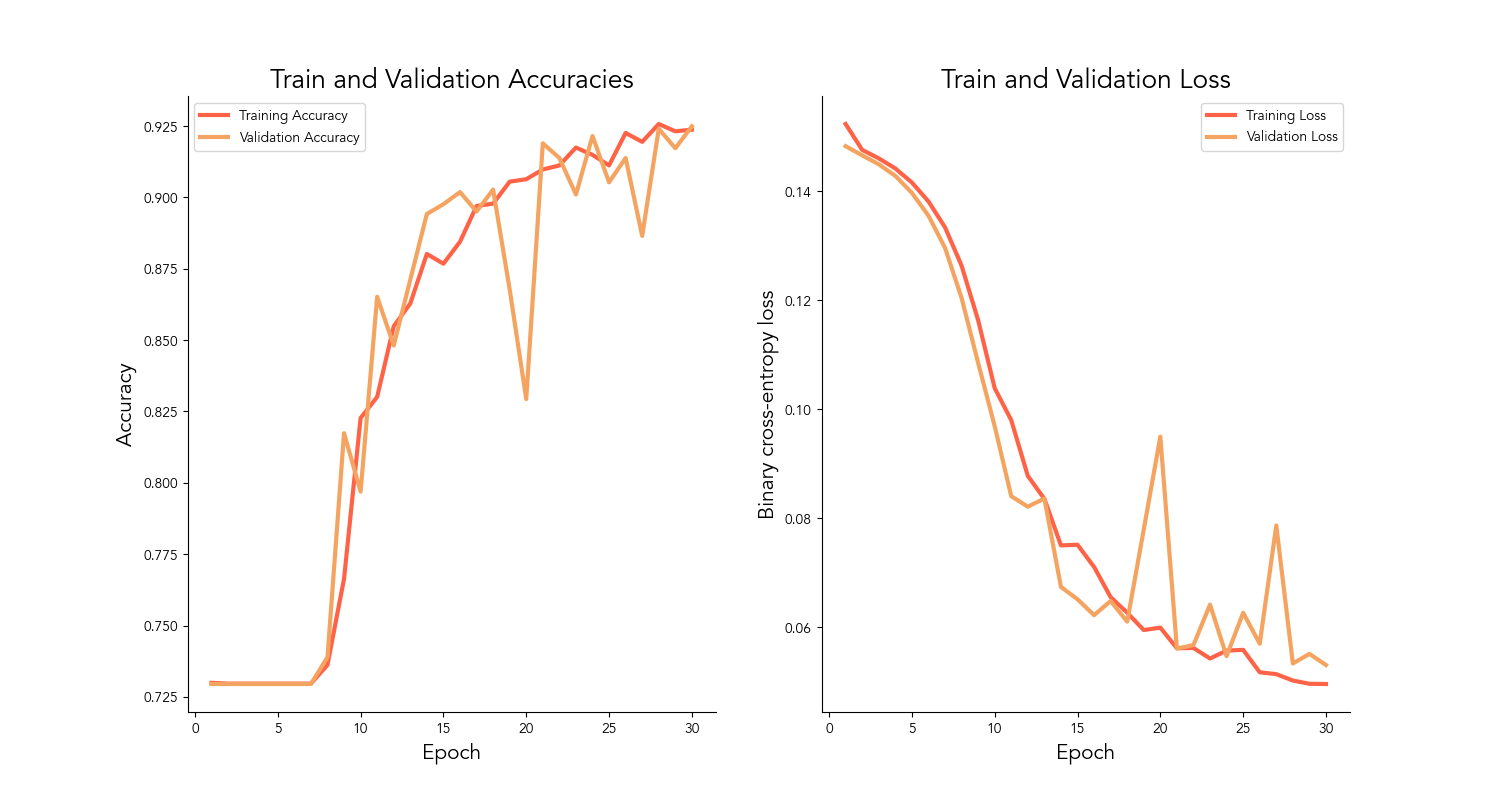 Train and Validation Accuracies
Training Accuracy
Validation Accuracy
Accuracy
0.925
0.900
0.875
0.850
0.825
0.800
0.775
0.750
0.725
0 5 10 15 20 25 30
Epoch
Train and Validation Loss
Training Loss
Validation Loss
Binary cross-entropy loss
0.14
0.12
0.10
0.08
0.06
0 5 10 15 20 25 30
Epoch